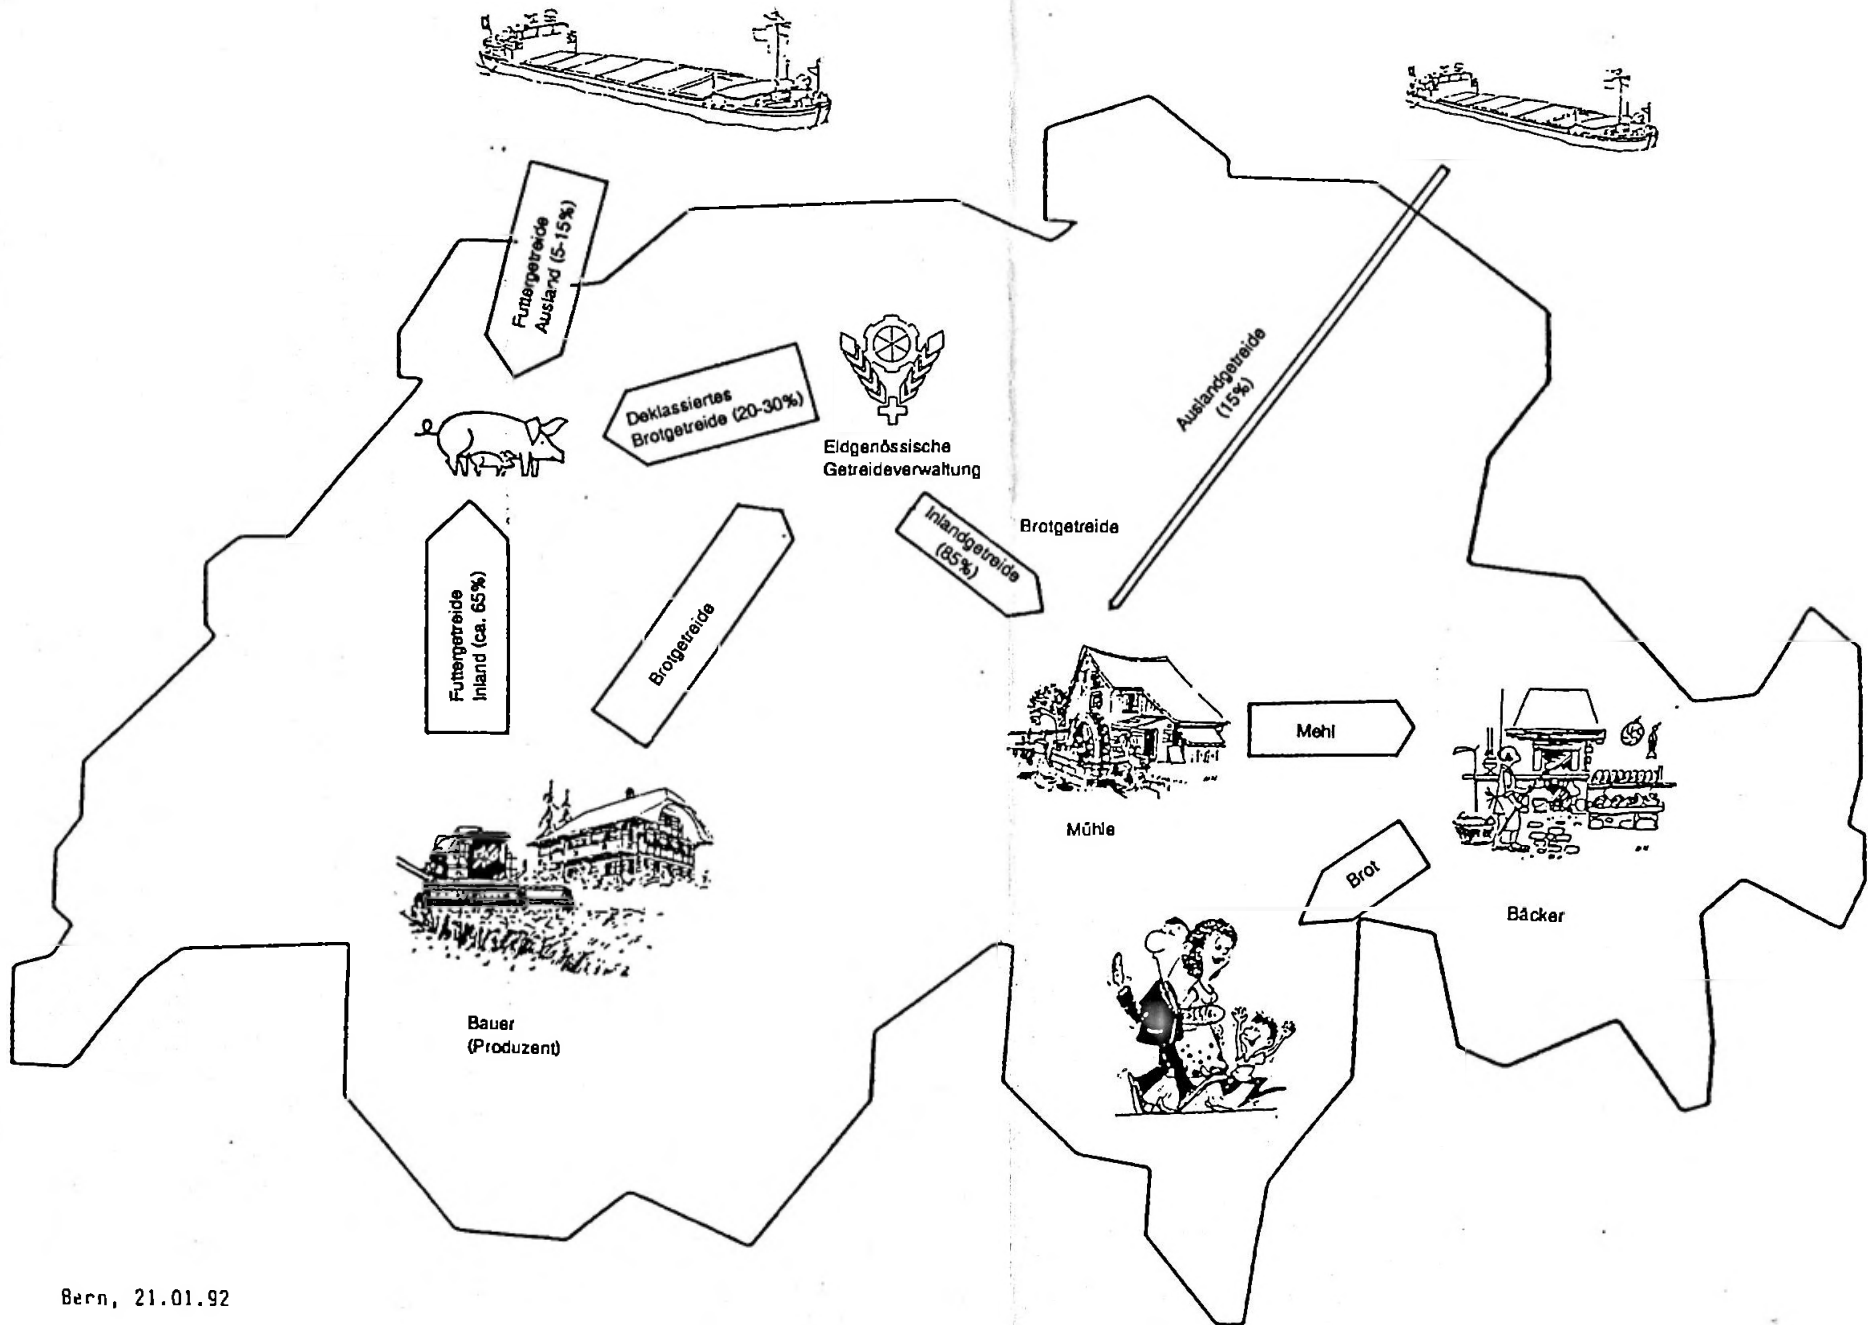 Futtergetreide
Ausland (5-15%)
Deklassiertes
Brotgetreide (20-30%)
Eidgenössische
Getreideverwaltung
Auslandgetreide
(15%)
Inlandgetreide
(85%)
Brotgetreide
Futtergetreide
Inland (ca. 65%)
Brotgetreide
Mehl
Mühle
Brot
Bäcker
Bauer
(Produzent)
Bern, 21.01.92